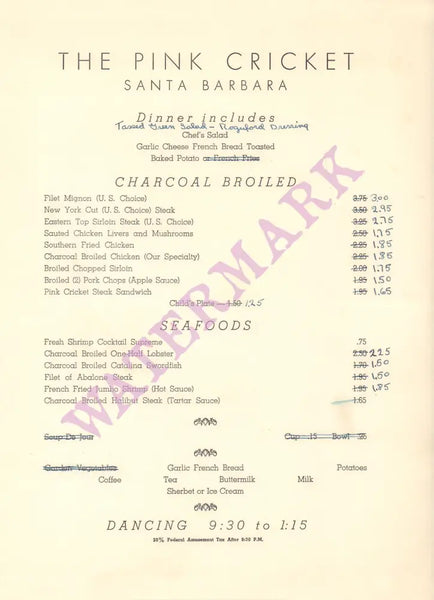 THE PINK CRICKET
SANTA BARBARA
Dinner includes
Tossed Green Salad - Roquford Dressing
Chef's Salad
Garlic Cheese French Bread Toasted
Baked Potato or French Fries
CHARCOAL BROILED
Filet Mignon (U. S. Choice) 3.75 3.00
New York Cut (U. S. Choice) Steak 3.50 2.95
Eastern Top Sirloin Steak (U. S. Choice) 3.25 2.75
Sauted Chicken Livers and Mushrooms 2.50 1.75
Southern Fried Chicken 2.25 1.85
Charcoal Broiled Chicken (Our Specialty) 2.25 1.85
Broiled Chopped Sirloin 2.00 1.75
Broiled (2) Pork Chops (Apple Sauce) 1.95 1.50
Pink Cricket Steak Sandwich 1.95 1.65
Child's Plate — 1.50 1.25
SEAFOODS
Fresh Shrimp Cocktail Supreme .75
Charcoal Broiled One-Half Lobster 2.50 2.25
Charcoal Broiled Catalina Swordfish 1.70 1.50
Filet of Abalone Steak 1.95 1.50
French Fried Jumbo Shrimp (Hot Sauce) 1.95 1.85
Charcoal Broiled Halibut Steak (Tartar Sauce) 1.65
Soup Du Jour Cup .15 Bowl .25
Garden Vegetables Garlic French Bread Potatoes
Coffee Tea Buttermilk Milk
Sherbet or Ice Cream
DANCING 9:30 to 1:15
20% Federal Amusement Tax After 9:30 P.M.
WATERMARK